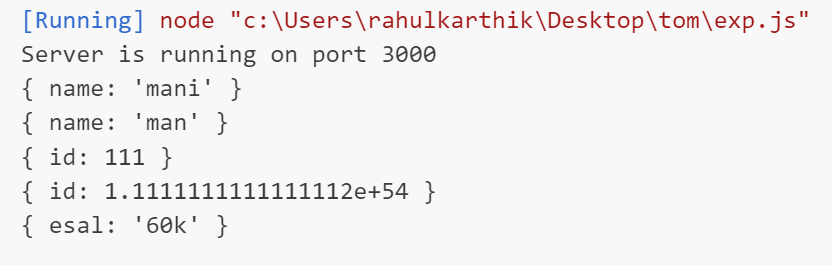 [Running] node "c:\Users\rahulkarthik\Desktop\tom\exp.js"
Server is running on port 3000
{ name: 'mani' }
{ name: 'man' }
{ id: 111 }
{ id: 1.1111111111111112e+54 }
{ esal: '60k' }